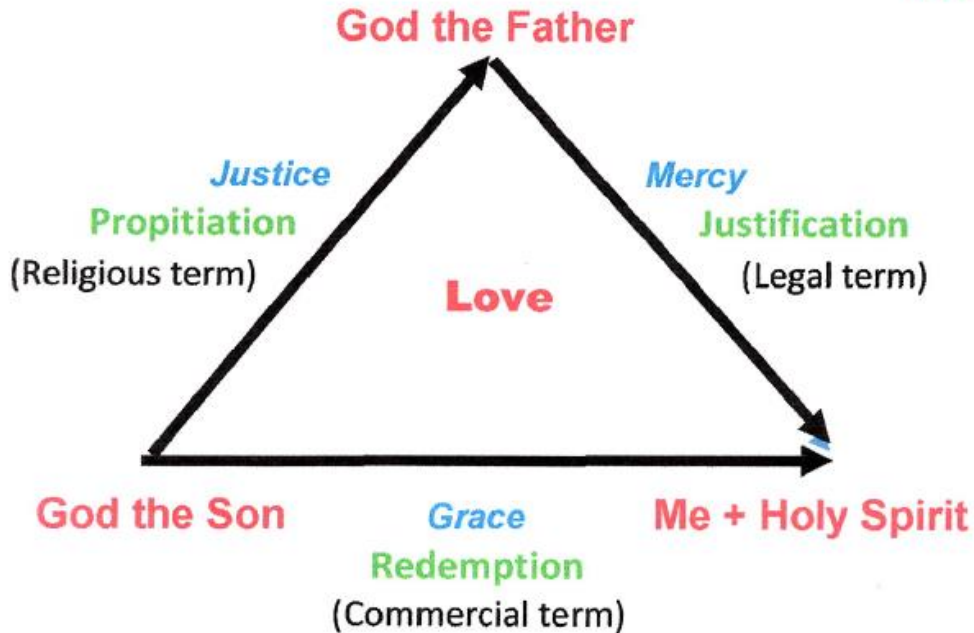 God the Father
Justice
Mercy
Propitiation
Justification
(Religious term)
(Legal term)
Love
God the Son
Grace
Me + Holy Spirit
Redemption
(Commercial term)